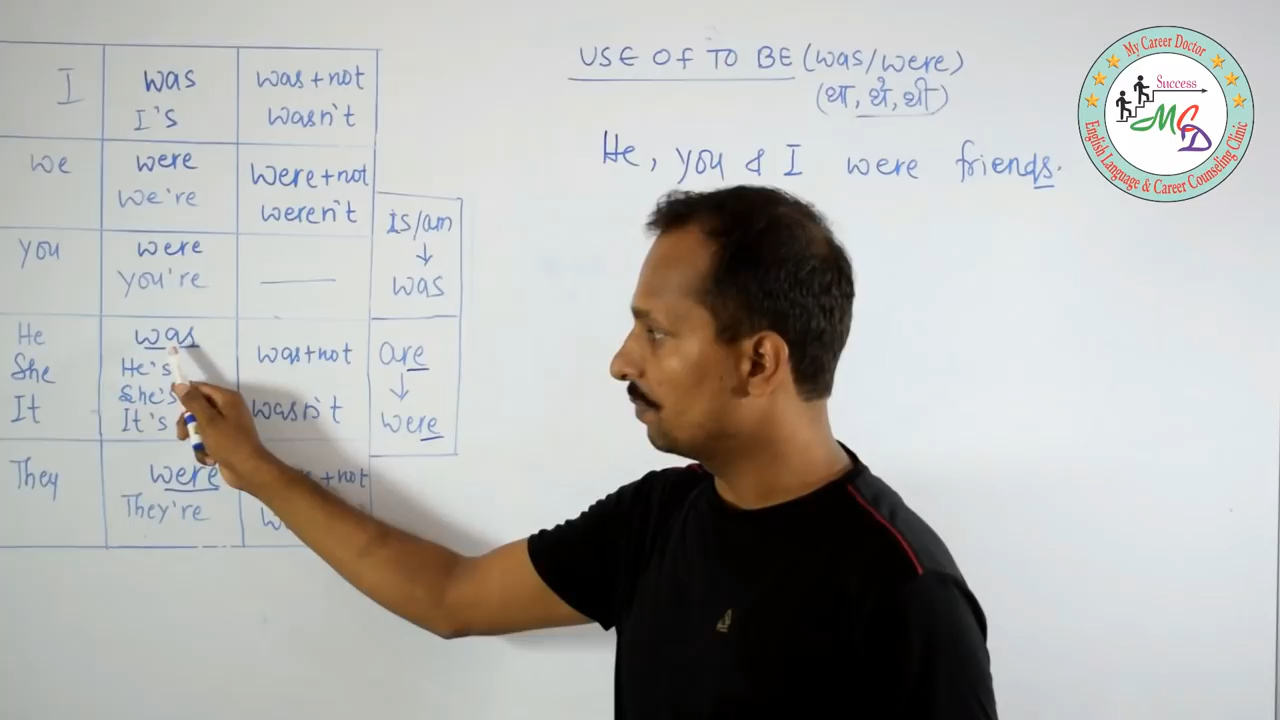 USE OF TO BE (was/were)
(था, थे, थी)
He, you & I were friends.
I was was+not
I's wasn't
we were were+not
we're weren't
you were
you're
He was was+not
She He's wasn't
It She's
It's
They were +not
They're
is/am
↓
was
are
↓
were
My Career Doctor
Success
MCD
English Language & Career Counseling Clinic